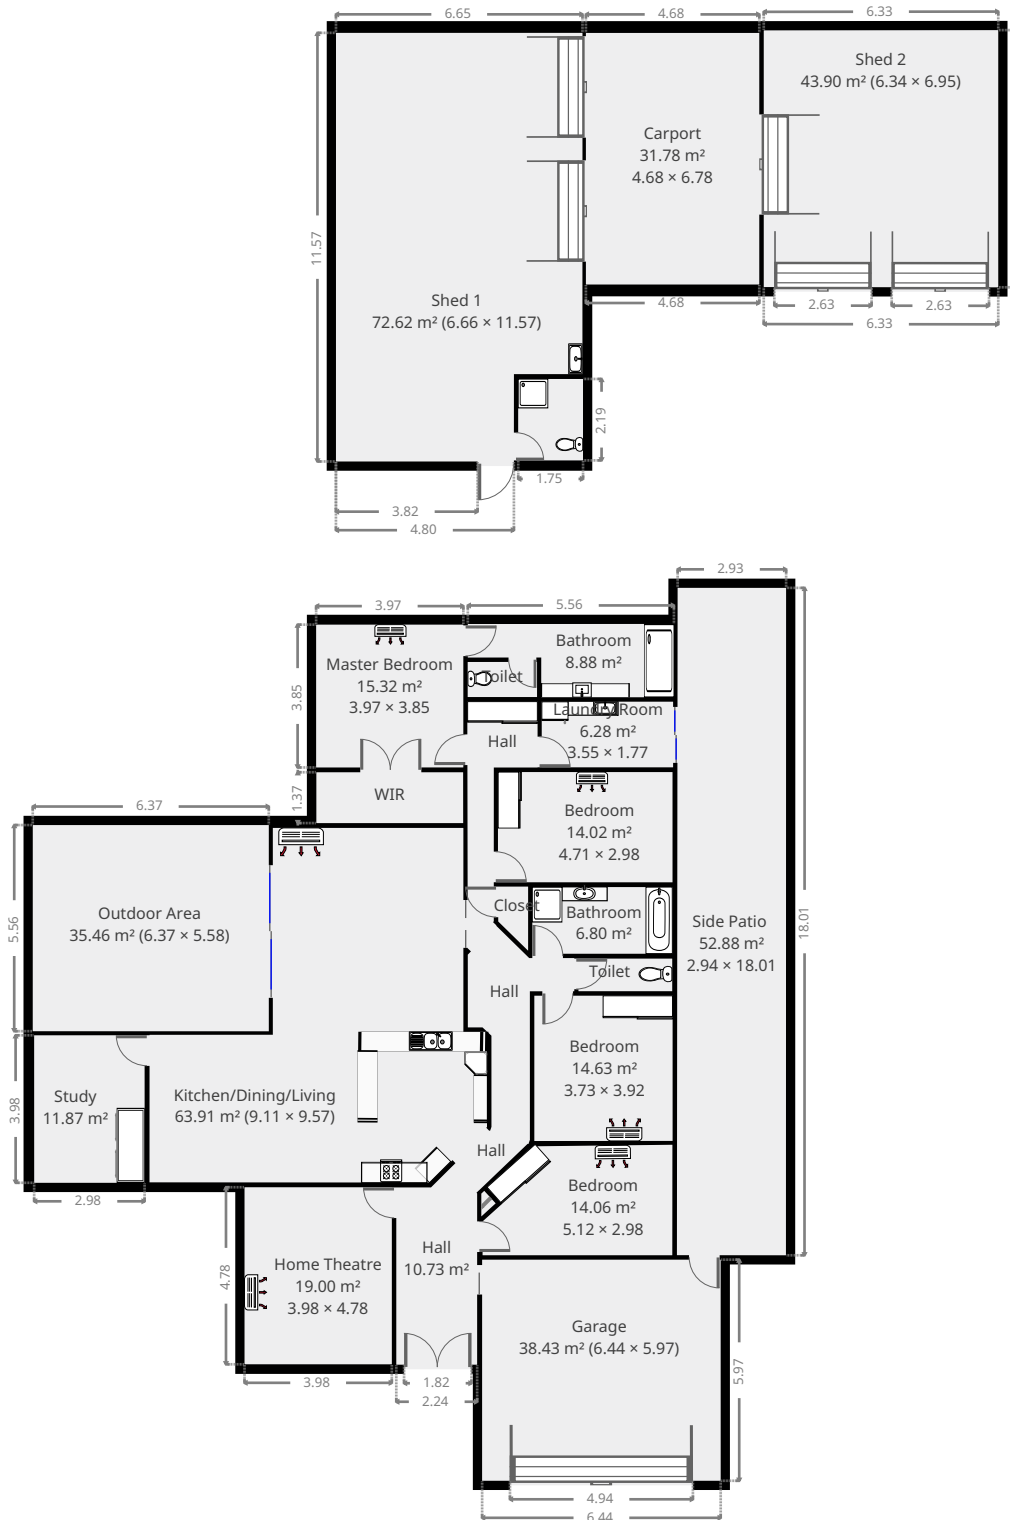 6.65
4.68
6.33
Shed 2
43.90 m² (6.34 × 6.95)
Carport
31.78 m²
4.68 × 6.78
11.57
Shed 1
72.62 m² (6.66 × 11.57)
4.68
2.63
2.63
6.33
2.19
1.75
3.82
4.80
2.93
3.97
5.56
Bathroom
8.88 m²
Master Bedroom
15.32 m²
3.97 × 3.85
Toilet
3.85
Laundry Room
6.28 m²
3.55 × 1.77
Hall
WIR
1.37
6.37
Bedroom
14.02 m²
4.71 × 2.98
Outdoor Area
35.46 m² (6.37 × 5.58)
5.56
Closet
Bathroom
6.80 m²
Side Patio
52.88 m²
2.94 × 18.01
18.01
Toilet
Hall
Bedroom
14.63 m²
3.73 × 3.92
Study
11.87 m²
3.98
Kitchen/Dining/Living
63.91 m² (9.11 × 9.57)
Hall
2.98
Bedroom
14.06 m²
5.12 × 2.98
Hall
10.73 m²
Home Theatre
19.00 m²
3.98 × 4.78
4.78
Garage
38.43 m² (6.44 × 5.97)
5.97
3.98
1.82
2.24
4.94
6.44